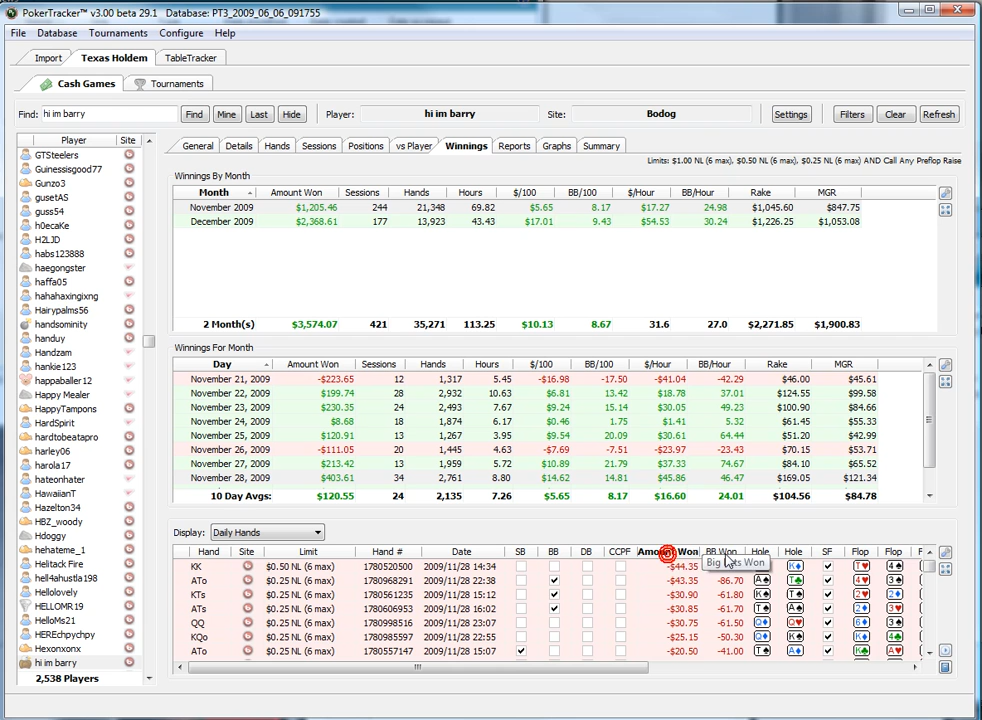 PokerTracker™ v3.00 beta 29.1   Database: PT3_2009_06_06_091755
File Database Tournaments Configure Help
Import Texas Holdem TableTracker
Cash Games Tournaments
Find: hi im barry Find Mine Last Hide Player: hi im barry Site: Bodog Settings Filters Clear Refresh
Player Site
GTSteelers
Guinessisgood77
Gunzo3
gusetAS
guss54
h0ecaKe
H2LJD
habs123888
haegongster
haffa05
hahahaxingixng
Hairypalms56
handsominity
handuy
Handzam
hankie123
happaballer12
Happy Mealer
HappyTampons
HardSpirit
hardtobeatapro
harley06
harola17
hateonhater
HawaiianT
Hazelton34
HBZ_woody
Hdoggy
hehateme_1
Helitack Fire
hell4ahustla198
Hellolovely
HELLOMR19
HelloMs21
HEREchpychpy
Hexonxonx
hi im barry
2,538 Players
General Details Hands Sessions Positions vs Player Winnings Reports Graphs Summary
Limits: $1.00 NL (6 max), $0.50 NL (6 max), $0.25 NL (6 max) AND Call Any Preflop Raise
Winnings By Month
Month Amount Won Sessions Hands Hours $/100 BB/100 $/Hour BB/Hour Rake MGR
November 2009 $1,205.46 244 21,348 69.82 $5.65 8.17 $17.27 24.98 $1,045.60 $847.75
December 2009 $2,368.61 177 13,923 43.43 $17.01 9.43 $54.53 30.24 $1,226.25 $1,053.08
2 Month(s) $3,574.07 421 35,271 113.25 $10.13 8.67 31.6 27.0 $2,271.85 $1,900.83
Winnings For Month
Day Amount Won Sessions Hands Hours $/100 BB/100 $/Hour BB/Hour Rake MGR
November 21, 2009 -$223.65 12 1,317 5.45 -$16.98 -17.50 -$41.04 -42.29 $46.00 $45.61
November 22, 2009 $199.74 28 2,932 10.63 $6.81 13.42 $18.78 37.01 $124.55 $99.58
November 23, 2009 $230.35 24 2,493 7.67 $9.24 15.14 $30.05 49.23 $100.90 $84.66
November 24, 2009 $8.68 18 1,874 6.17 $0.46 1.75 $1.41 5.32 $61.45 $55.33
November 25, 2009 $120.91 13 1,267 3.95 $9.54 20.09 $30.61 64.44 $51.20 $42.99
November 26, 2009 -$111.05 20 1,445 4.63 -$7.69 -7.51 -$23.97 -23.43 $70.15 $53.71
November 27, 2009 $213.42 13 1,959 5.72 $10.89 21.79 $37.33 74.67 $84.10 $65.52
November 28, 2009 $403.61 34 2,761 8.80 $14.62 14.81 $45.86 46.47 $169.05 $121.34
10 Day Avgs: $120.55 24 2,135 7.26 $5.65 8.17 $16.60 24.01 $104.56 $84.78
Display: Daily Hands
Hand Site Limit Hand # Date SB BB DB CCPF Amount Won BB Won Hole Hole SF Flop Flop F
Big Bets Won
KK $0.50 NL (6 max) 1780520500 2009/11/28 14:34 -$44.35 K♦ T♥ 4♠
ATo $0.25 NL (6 max) 1780968291 2009/11/28 22:38 -$43.35 -86.70 A♠ T♣ 4♥ 3♠
KTs $0.25 NL (6 max) 1780561235 2009/11/28 15:12 -$30.90 -61.80 K♠ T♠ 2♥ 2♦
ATs $0.25 NL (6 max) 1780606953 2009/11/28 16:02 -$30.85 -61.70 T♠ A♠ 2♦ 3♥
QQ $0.25 NL (6 max) 1780998516 2009/11/28 23:07 -$30.75 -61.50 Q♦ Q♥ 6♦ 3♠
KQo $0.25 NL (6 max) 1780985597 2009/11/28 22:55 -$25.15 -50.30 Q♦ K♠ 6♦ 4♣
ATo $0.25 NL (6 max) 1780557147 2009/11/28 15:07 -$20.50 -41.00 T♠ A♦ K♣ A♥